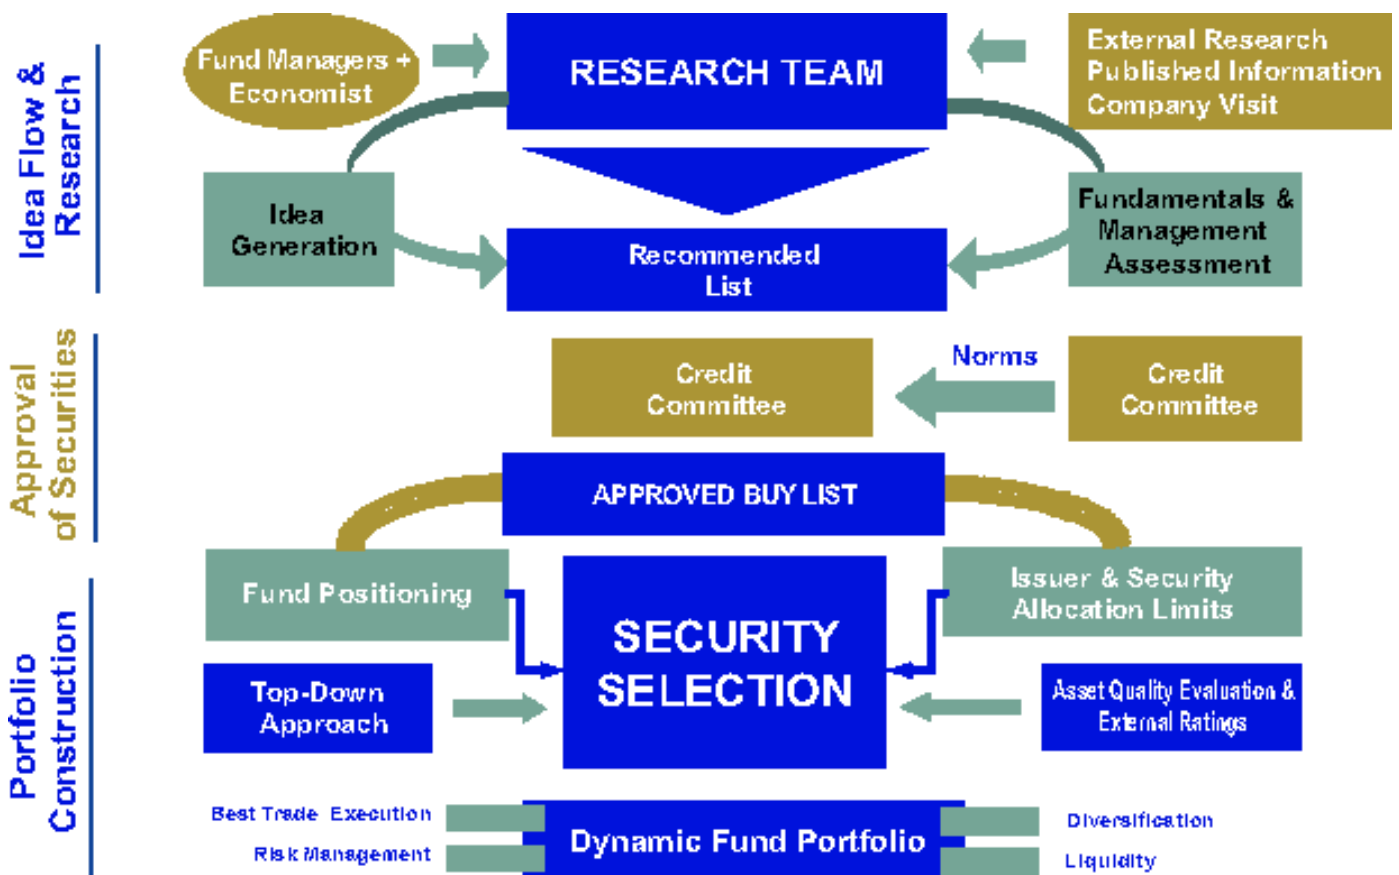 Idea Flow &
Research
Fund Managers +
Economist
RESEARCH TEAM
External Research
Published Information
Company Visit
Idea
Generation
Recommended
List
Fundamentals &
Management
Assessment
Approval
of Securities
Credit
Committee
Norms
Credit
Committee
APPROVED BUY LIST
Portfolio
Construction
Fund Positioning
SECURITY
SELECTION
Issuer & Security
Allocation Limits
Top-Down
Approach
Asset Quality Evaluation &
External Ratings
Best Trade Execution
Risk Management
Dynamic Fund Portfolio
Diversification
Liquidity